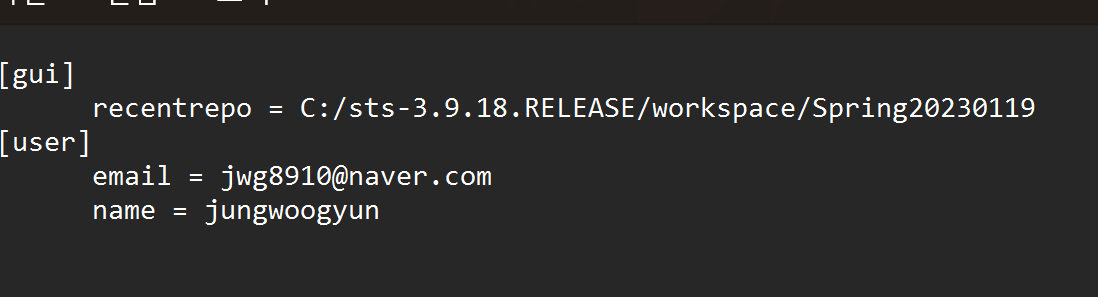 [gui]
recentrepo = C:/sts-3.9.18.RELEASE/workspace/Spring20230119
[user]
email = jwg8910@naver.com
name = jungwoogyun